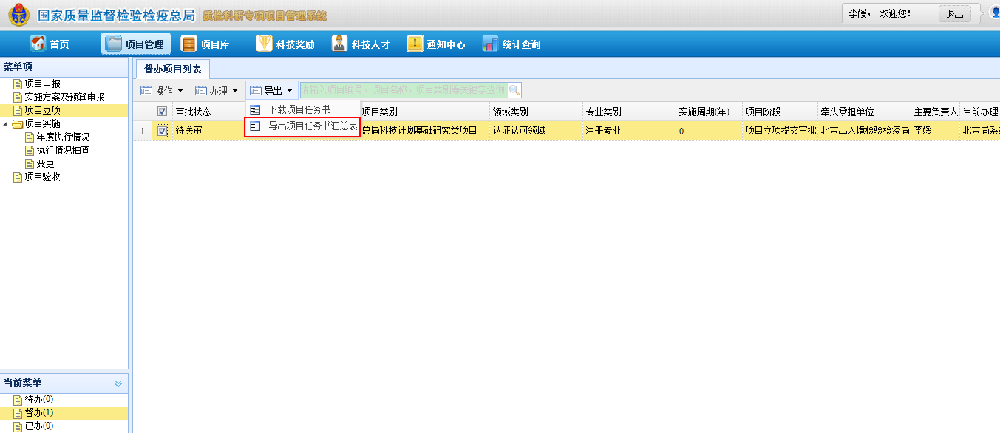 国家质量监督检验检疫总局 质检科研专项项目管理系统
李媛， 欢迎您! 退出
首页 项目管理 项目库 科技奖励 科技人才 通知中心 统计查询
菜单项
项目申报
实施方案及预算申报
项目立项
项目实施
年度执行情况
执行情况抽查
变更
项目验收
当前菜单
待办(0)
督办(1)
已办(0)
督办项目列表
操作 办理 导出 请输入项目编号、项目名称、项目类别等关键字查询
下载项目任务书
导出项目任务书汇总表
审批状态 项目类别 领域类别 专业类别 实施周期(年) 项目阶段 牵头承担单位 主要负责人 当前办理
1 待送审 总局科技计划基础研究类项目 认证认可领域 注册专业 0 项目立项提交审批 北京出入境检验检疫局 李媛 北京局系